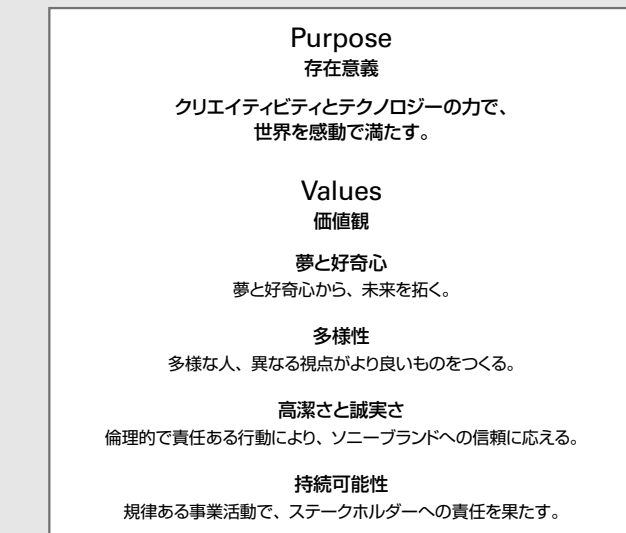 Purpose
存在意義
クリエイティビティとテクノロジーの力で、
世界を感動で満たす。
Values
価値観
夢と好奇心
夢と好奇心から、未来を拓く。
多様性
多様な人、異なる視点がより良いものをつくる。
高潔さと誠実さ
倫理的で責任ある行動により、ソニーブランドへの信頼に応える。
持続可能性
規律ある事業活動で、ステークホルダーへの責任を果たす。